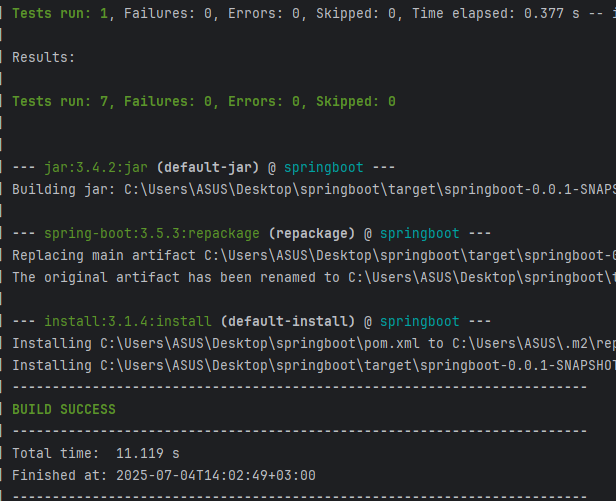 Tests run: 1, Failures: 0, Errors: 0, Skipped: 0, Time elapsed: 0.377 s --
Results:
Tests run: 7, Failures: 0, Errors: 0, Skipped: 0
--- jar:3.4.2:jar (default-jar) @ springboot ---
Building jar: C:\Users\ASUS\Desktop\springboot\target\springboot-0.0.1-SNAPS
--- spring-boot:3.5.3:repackage (repackage) @ springboot ---
Replacing main artifact C:\Users\ASUS\Desktop\springboot\target\springboot-0
The original artifact has been renamed to C:\Users\ASUS\Desktop\springboot\t
--- install:3.1.4:install (default-install) @ springboot ---
Installing C:\Users\ASUS\Desktop\springboot\pom.xml to C:\Users\ASUS\.m2\rep
Installing C:\Users\ASUS\Desktop\springboot\target\springboot-0.0.1-SNAPSHOT
------------------------------------------------------------------------
BUILD SUCCESS
------------------------------------------------------------------------
Total time:  11.119 s
Finished at: 2025-07-04T14:02:49+03:00
------------------------------------------------------------------------